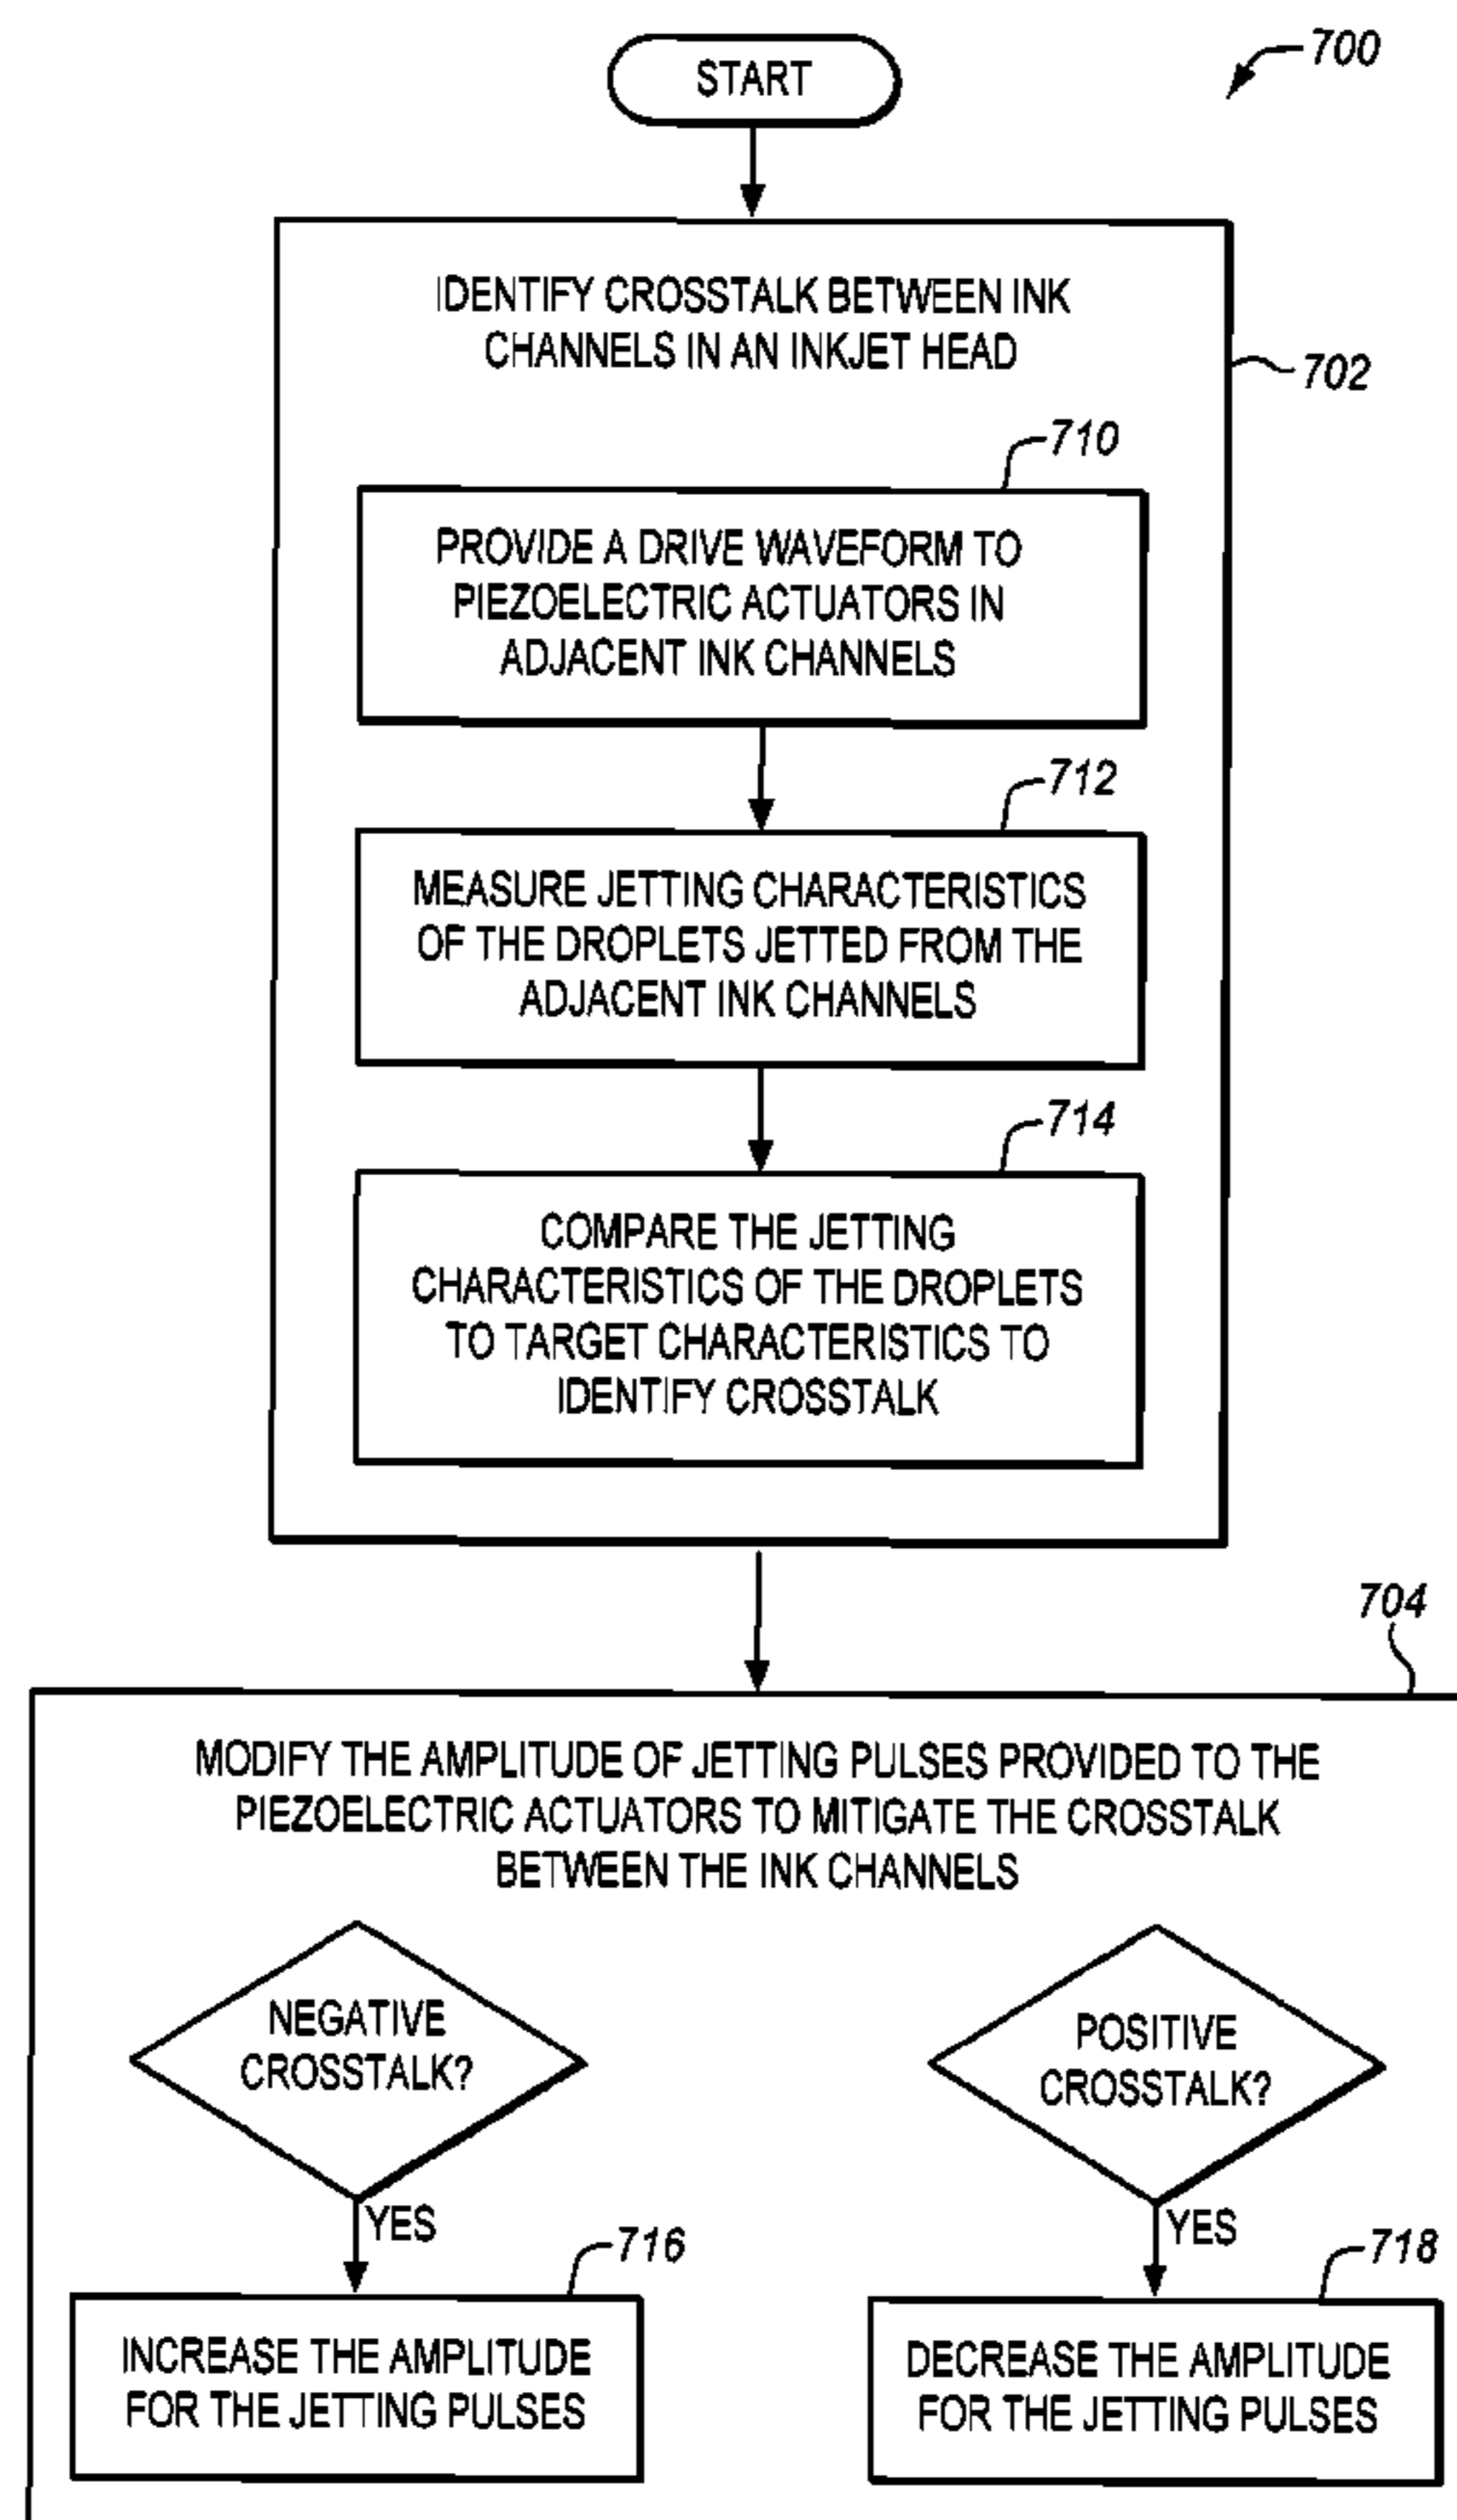 START
700
IDENTIFY CROSSTALK BETWEEN INK
CHANNELS IN AN INKJET HEAD
702
710
PROVIDE A DRIVE WAVEFORM TO
PIEZOELECTRIC ACTUATORS IN
ADJACENT INK CHANNELS
712
MEASURE JETTING CHARACTERISTICS
OF THE DROPLETS JETTED FROM THE
ADJACENT INK CHANNELS
714
COMPARE THE JETTING
CHARACTERISTICS OF THE DROPLETS
TO TARGET CHARACTERISTICS TO
IDENTIFY CROSSTALK
704
MODIFY THE AMPLITUDE OF JETTING PULSES PROVIDED TO THE
PIEZOELECTRIC ACTUATORS TO MITIGATE THE CROSSTALK
BETWEEN THE INK CHANNELS
NEGATIVE
CROSSTALK?
YES
716
INCREASE THE AMPLITUDE
FOR THE JETTING PULSES
POSITIVE
CROSSTALK?
YES
718
DECREASE THE AMPLITUDE
FOR THE JETTING PULSES